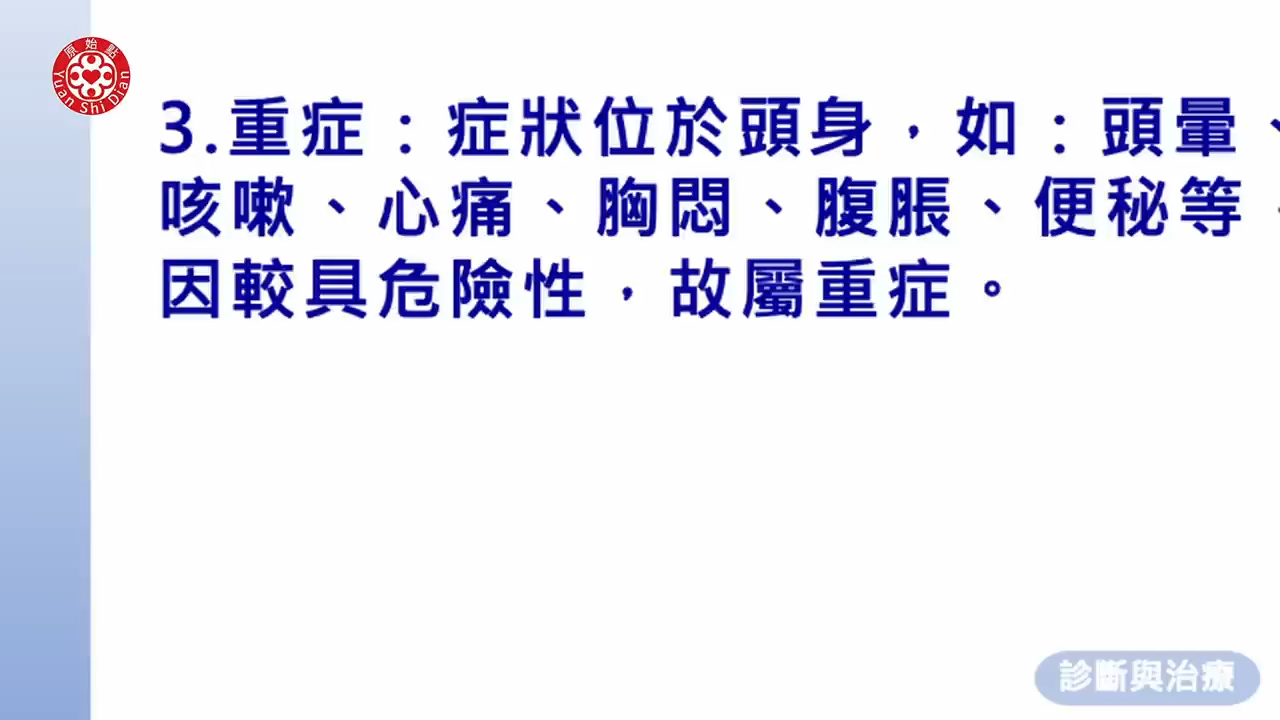 原始點
Yuan Shi Dian
3.重症：症狀位於頭身，如：頭暈、
咳嗽、心痛、胸悶、腹脹、便秘等，
因較具危險性，故屬重症。
診斷與治療